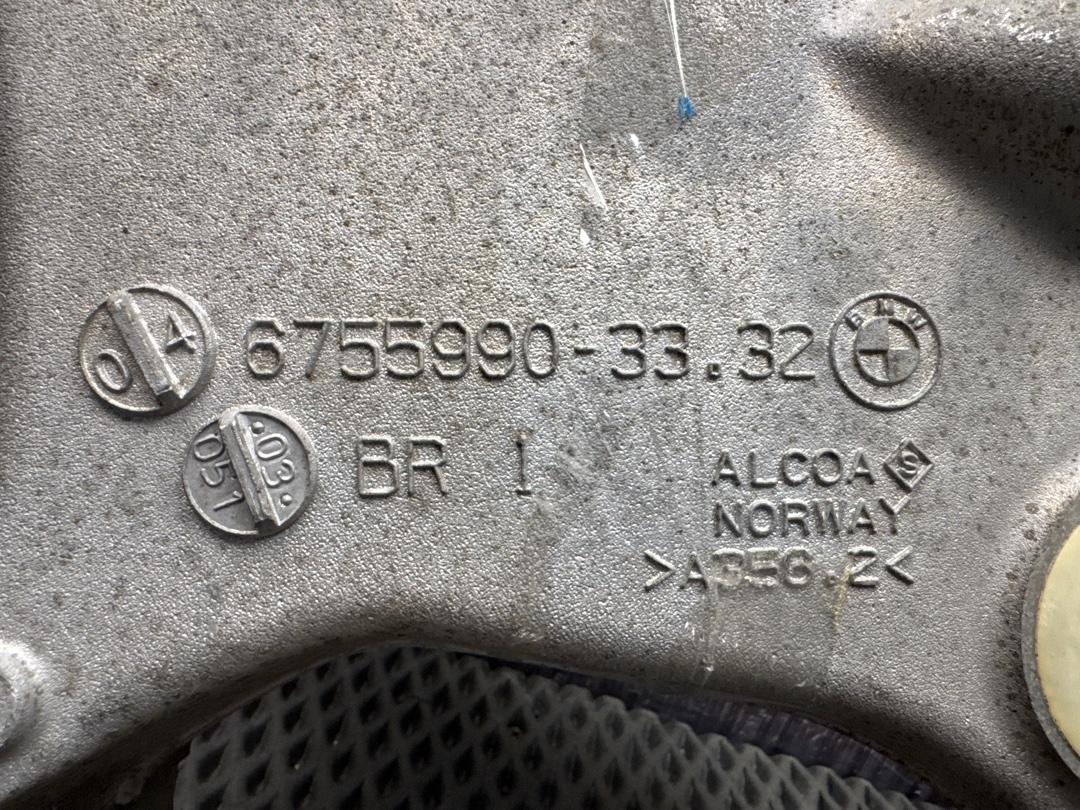 04
6755990-33.32
BMW
03
051
BR I
ALCOA
NORWAY
>A356.2<